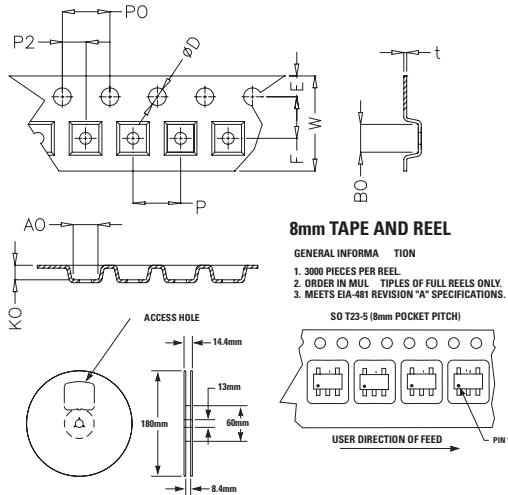 P0
P2
ØD
t
E
W
F
B0
P
A0
K0
8mm TAPE AND REEL
GENERAL INFORMA TION
1. 3000 PIECES PER REEL.
2. ORDER IN MUL TIPLES OF FULL REELS ONLY.
3. MEETS EIA-481 REVISION "A" SPECIFICATIONS.
SO T23-5 (8mm POCKET PITCH)
ACCESS HOLE
14.4mm
13mm
180mm
60mm
8.4mm
USER DIRECTION OF FEED
PIN 1